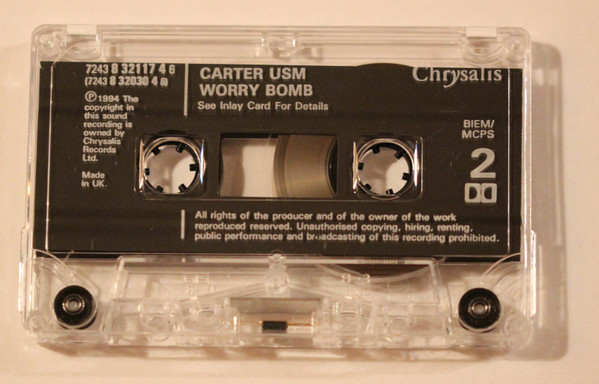 7243 8 32117 4 6
(7243 8 32030 4 8)
CARTER USM
WORRY BOMB
See Inlay Card For Details
Chrysalis
Ⓟ1994 The
copyright in
this sound
recording is
owned by
Chrysalis
Records
Ltd.
Made
in UK.
BIEM/
MCPS
2
All rights of the producer and of the owner of the work
reproduced reserved. Unauthorised copying, hiring, renting,
public performance and broadcasting of this recording prohibited.